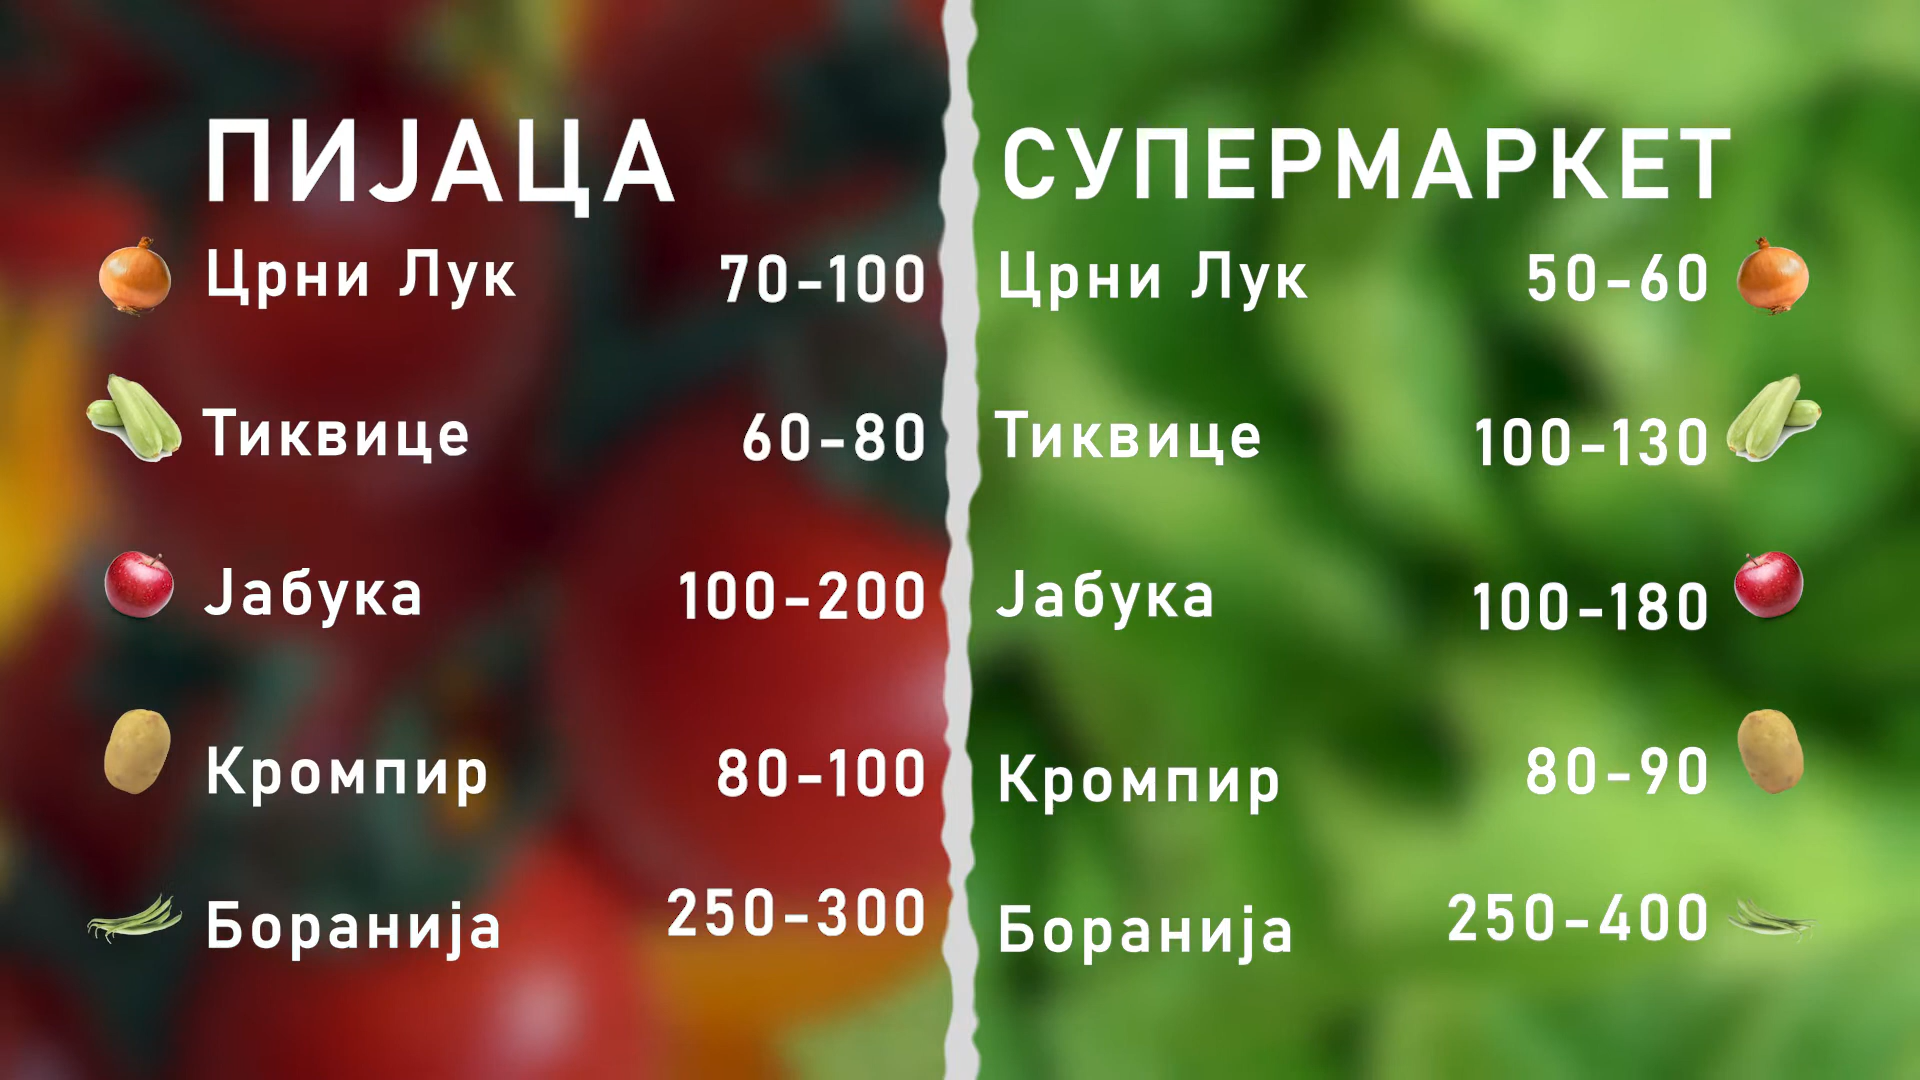 ПИЈАЦА
Црни Лук 70-100
Тиквице 60-80
Јабука 100-200
Кромпир 80-100
Боранија 250-300
СУПЕРМАРКЕТ
Црни Лук 50-60
Тиквице 100-130
Јабука 100-180
Кромпир 80-90
Боранија 250-400